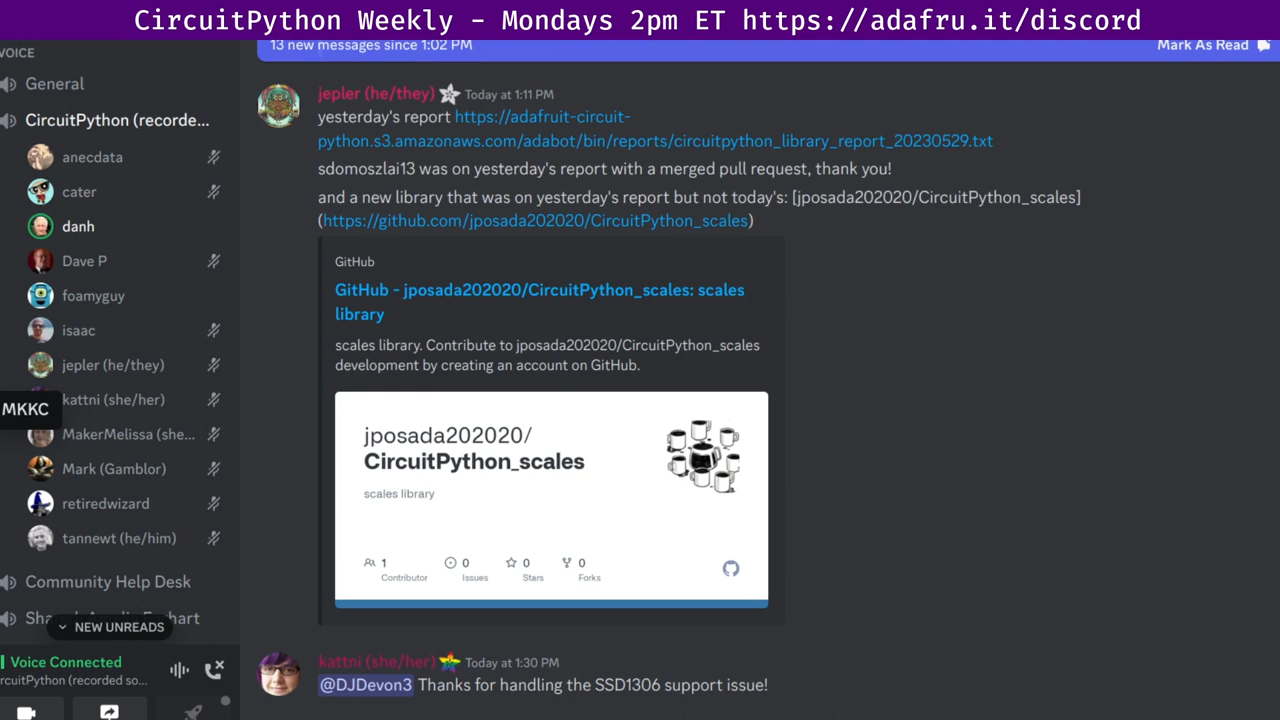 CircuitPython Weekly - Mondays 2pm ET https://adafru.it/discord
VOICE
General
CircuitPython (recorde...
anecdata
cater
danh
Dave P
foamyguy
isaac
jepler (he/they)
kattni (she/her)
MKKC
MakerMelissa (she...
Mark (Gamblor)
retiredwizard
tannewt (he/him)
Community Help Desk
NEW UNREADS
Voice Connected
rcuitPython (recorded so...
13 new messages since 1:02 PM
Mark As Read
jepler (he/they) Today at 1:11 PM
yesterday's report https://adafruit-circuit-
python.s3.amazonaws.com/adabot/bin/reports/circuitpython_library_report_20230529.txt
sdomoszlai13 was on yesterday's report with a merged pull request, thank you!
and a new library that was on yesterday's report but not today's: [jposada202020/CircuitPython_scales]
(https://github.com/jposada202020/CircuitPython_scales)
GitHub
GitHub - jposada202020/CircuitPython_scales: scales
library
scales library. Contribute to jposada202020/CircuitPython_scales
development by creating an account on GitHub.
jposada202020/
CircuitPython_scales
scales library
1
Contributor
0
Issues
0
Stars
0
Forks
kattni (she/her) Today at 1:30 PM
@DJDevon3 Thanks for handling the SSD1306 support issue!